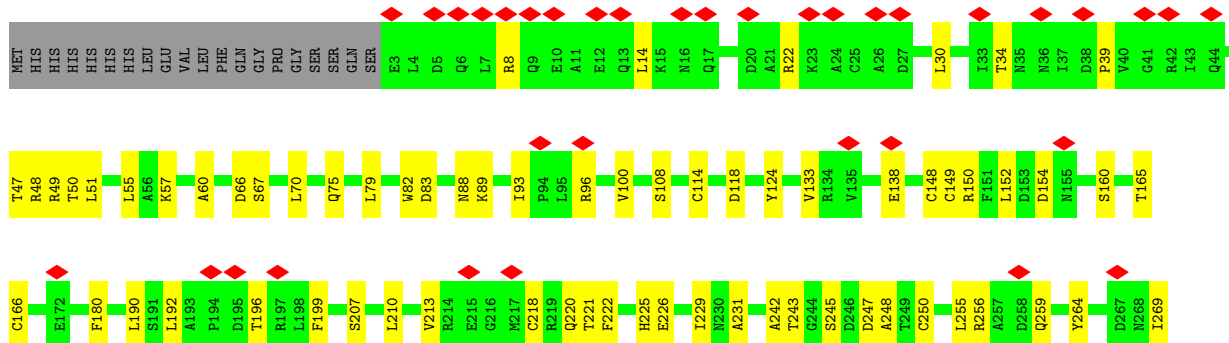 MET HIS HIS HIS HIS HIS HIS LEU GLU VAL LEU PHE GLN GLY PRO GLY SER SER GLN SER E3 L4 D5 Q6 L7 R8 Q9 E10 A11 E12 Q13 L14 K15 N16 Q17 D20 A21 R22 K23 A24 C25 A26 D27 L30 I33 T34 N35 N36 I37 D38 P39 V40 G41 R42 I43 Q44
T47 R48 R49 T50 L51 L55 A56 K57 A60 D66 S67 L70 Q75 L79 W82 D83 N88 K89 I93 P94 L95 R96 V100 S108 C114 D118 Y124 V133 R134 V135 E138 C148 C149 R150 F151 L152 D153 D154 N155 S160 T165
C166 E172 F180 L190 S191 L192 A193 P194 D195 T196 R197 L198 F199 S207 L210 V213 R214 E215 G216 M217 C218 R219 Q220 T221 F222 H225 E226 I229 N230 A231 A242 T243 G244 S245 D246 D247 A248 T249 C250 L255 R256 A257 D258 Q259 Y264 D267 N268 I269